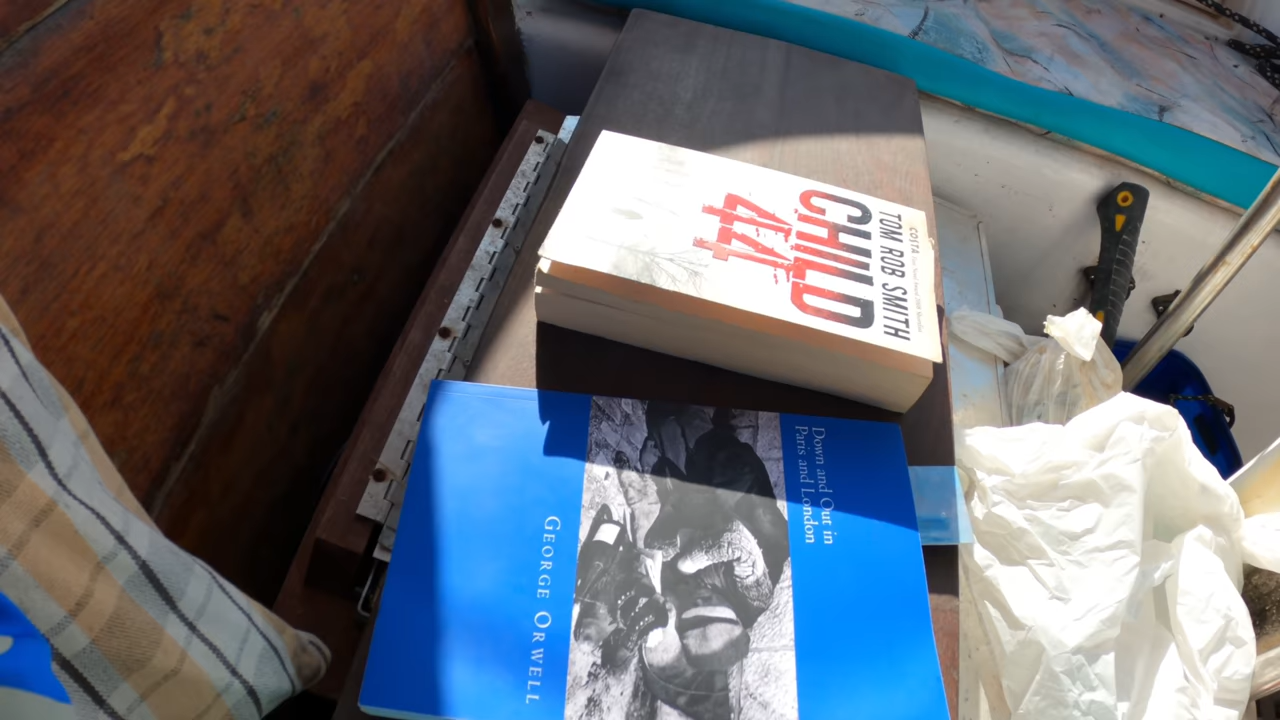 COSTA
TOM ROB SMITH
CHILD
44
Down and Out in
Paris and London
GEORGE ORWELL